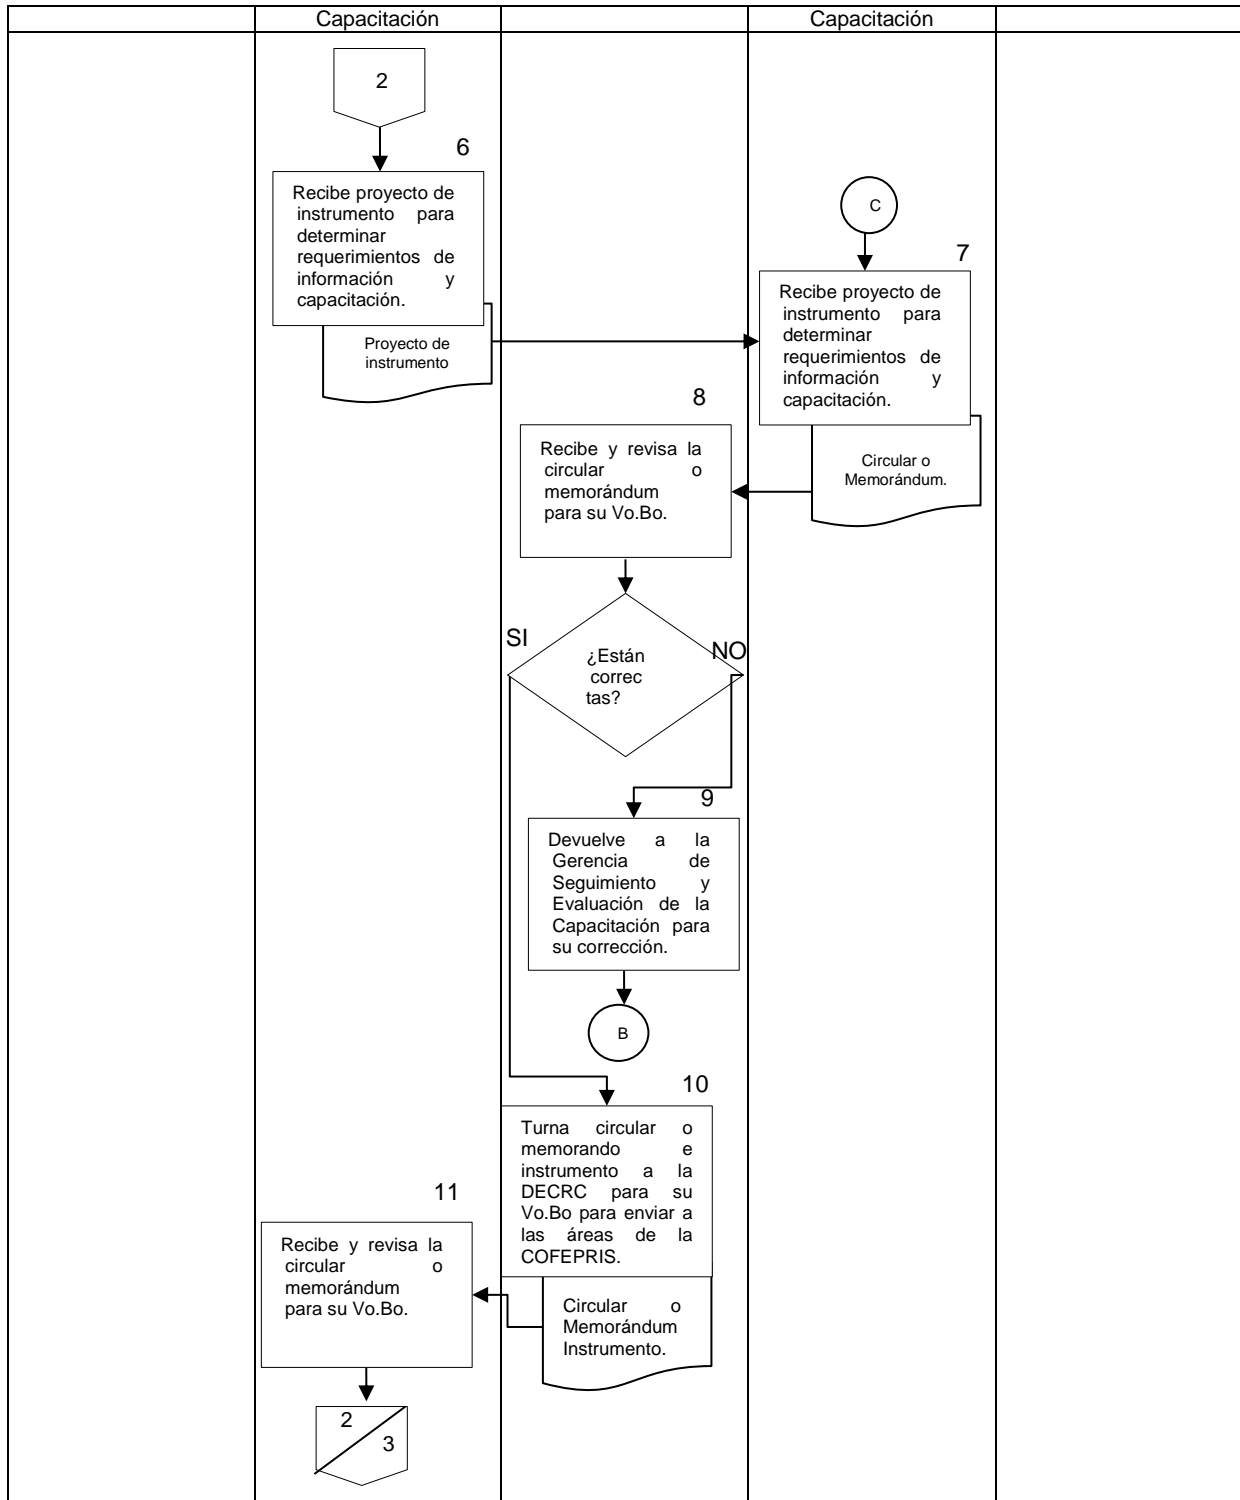 Capacitación
Capacitación
2
6
Recibe proyecto de
instrumento para
determinar
requerimientos de
información y
capacitación.
Proyecto de
instrumento
C
7
Recibe proyecto de
instrumento para
determinar
requerimientos de
información y
capacitación.
Circular o
Memorándum.
8
Recibe y revisa la
circular o
memorándum
para su Vo.Bo.
SI
NO
¿Están
correc
tas?
9
Devuelve a la
Gerencia de
Seguimiento y
Evaluación de la
Capacitación para
su corrección.
B
10
Turna circular o
memorando e
instrumento a la
DECRC para su
Vo.Bo para enviar a
las áreas de la
COFEPRIS.
Circular o
Memorándum
Instrumento.
11
Recibe y revisa la
circular o
memorándum
para su Vo.Bo.
2
3